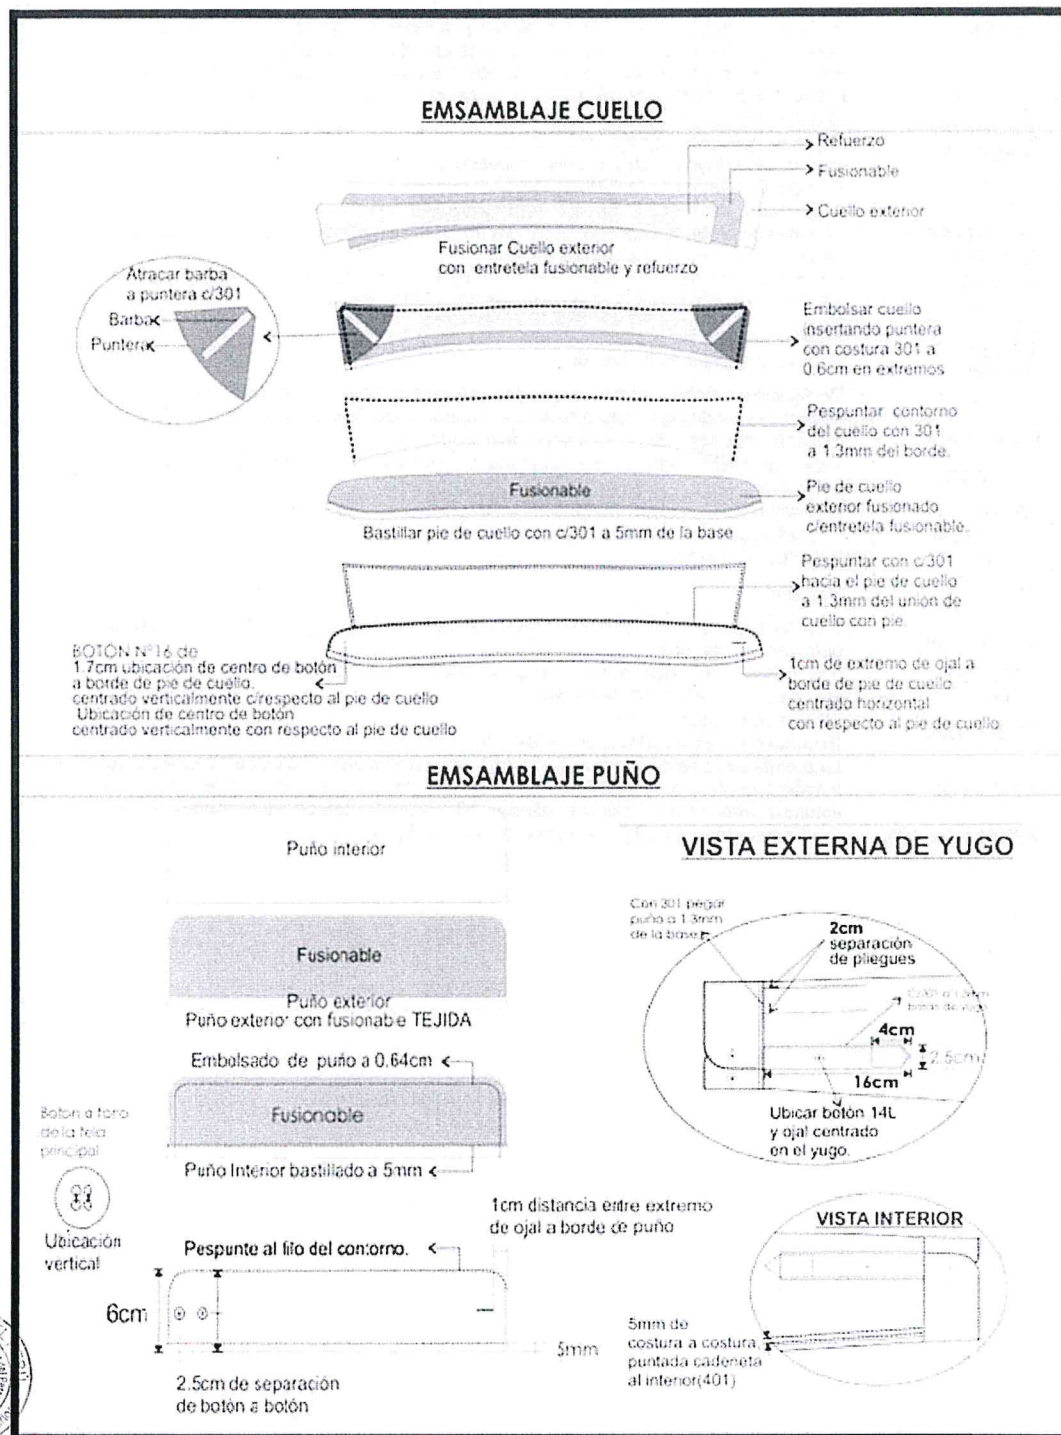 EMSAMBLAJE CUELLO
Refuerzo
Fusionable
Cuello exterior
Fusionar Cuello exterior
con entretela fusionable y refuerzo
Atracar barba
a puntera c/301
Barba
Puntera
Embolsar cuello
insertando puntera
con costura 301 a
0.6cm en extremos
Pespuntar contorno
del cuello con 301
a 1.3mm del borde.
Fusionable
Pie de cuello
exterior fusionado
c/entretela fusionable.
Bastillar pie de cuello con c/301 a 5mm de la base
Pespuntar con c/301
hacia el pie de cuello
a 1.3mm del unión de
cuello con pie.
BOTÓN N°16 de
1.7cm ubicación de centro de botón
a borde de pie de cuello.
centrado verticalmente c/respecto al pie de cuello
Ubicación de centro de botón
centrado verticalmente con respecto al pie de cuello
1cm de extremo de ojal a
borde de pie de cuello
centrado horizontal
con respecto al pie de cuello
EMSAMBLAJE PUÑO
Puño interior
Fusionable
Puño exterior
Puño exterior con fusionable TEJIDA
Embolsado de puño a 0.64cm
Fusionable
Puño Interior bastillado a 5mm
Botón a tono
de la tela
principal
Ubicación
vertical
1cm distancia entre extremo
de ojal a borde de puño
Pespunte al filo del contorno.
6cm
5mm
2.5cm de separación
de botón a botón
VISTA EXTERNA DE YUGO
Con 301 pegar
puño a 1.3mm
de la base
2cm
separación
de pliegues
4cm
2.5cm
16cm
Ubicar botón 14L
y ojal centrado
en el yugo.
VISTA INTERIOR
5mm de
costura a costura,
puntada cadeneta
al interior(401)